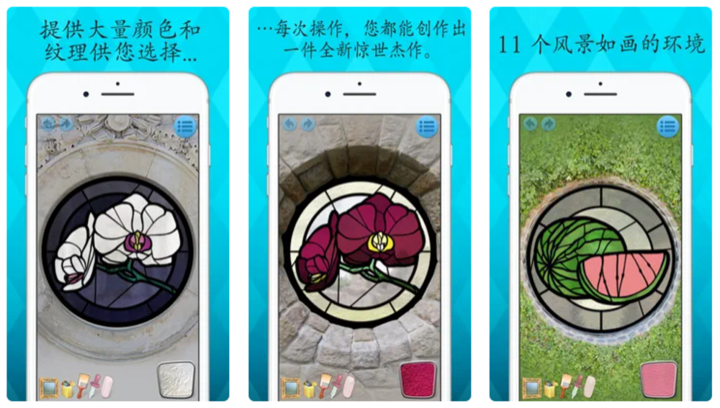 提供大量颜色和
纹理供您选择...
…每次操作，您都能创作出
一件全新惊世杰作。
11 个风景如画的环境